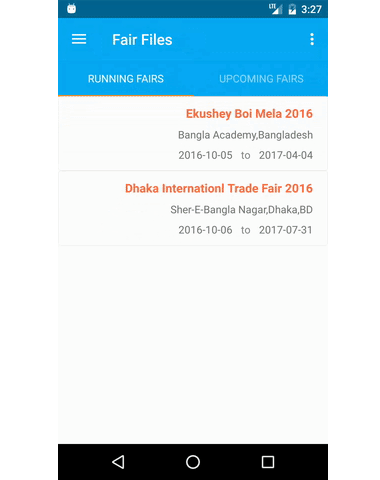 LTE 3:27
Fair Files
RUNNING FAIRS UPCOMING FAIRS
Ekushey Boi Mela 2016
Bangla Academy,Bangladesh
2016-10-05 to 2017-04-04
Dhaka Internationl Trade Fair 2016
Sher-E-Bangla Nagar,Dhaka,BD
2016-10-06 to 2017-07-31